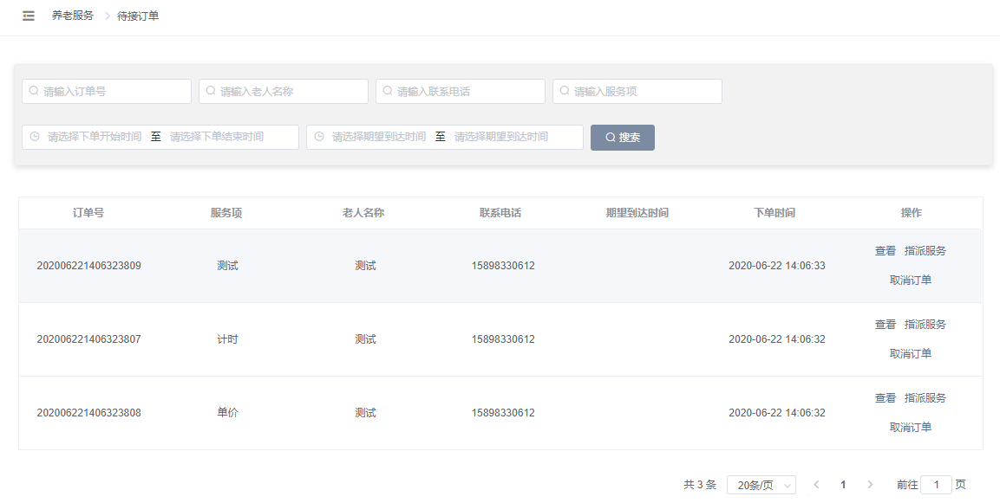 养老服务 待接订单
请输入订单号 请输入老人名称 请输入联系电话 请输入服务项
请选择下单开始时间 至 请选择下单结束时间 请选择期望到达时间 至 请选择期望到达时间 搜索
订单号 服务项 老人名称 联系电话 期望到达时间 下单时间 操作
202006221406323809 测试 测试 15898330612 2020-06-22 14:06:33 查看 指派服务
取消订单
202006221406323807 计时 测试 15898330612 2020-06-22 14:06:32 查看 指派服务
取消订单
202006221406323808 单价 测试 15898330612 2020-06-22 14:06:32 查看 指派服务
取消订单
共 3 条 20条/页 1 前往 1 页